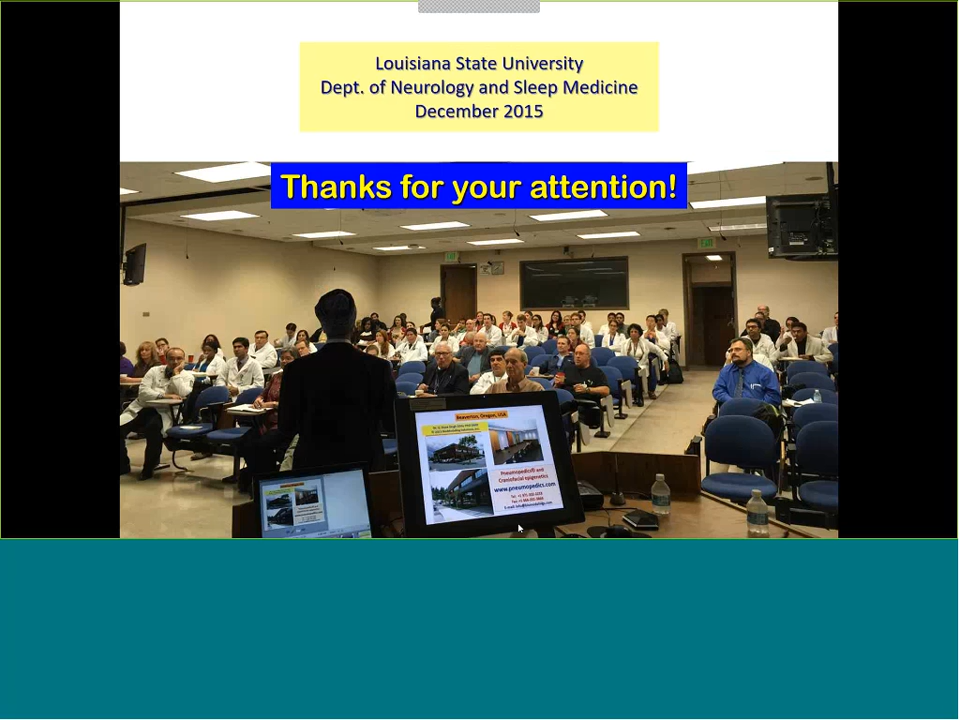 Louisiana State University
Dept. of Neurology and Sleep Medicine
December 2015
Thanks for your attention!
Beaverton, Oregon, USA.
Pneumopedics® and
Craniofacial epigenetics
www.pneumopedics.com